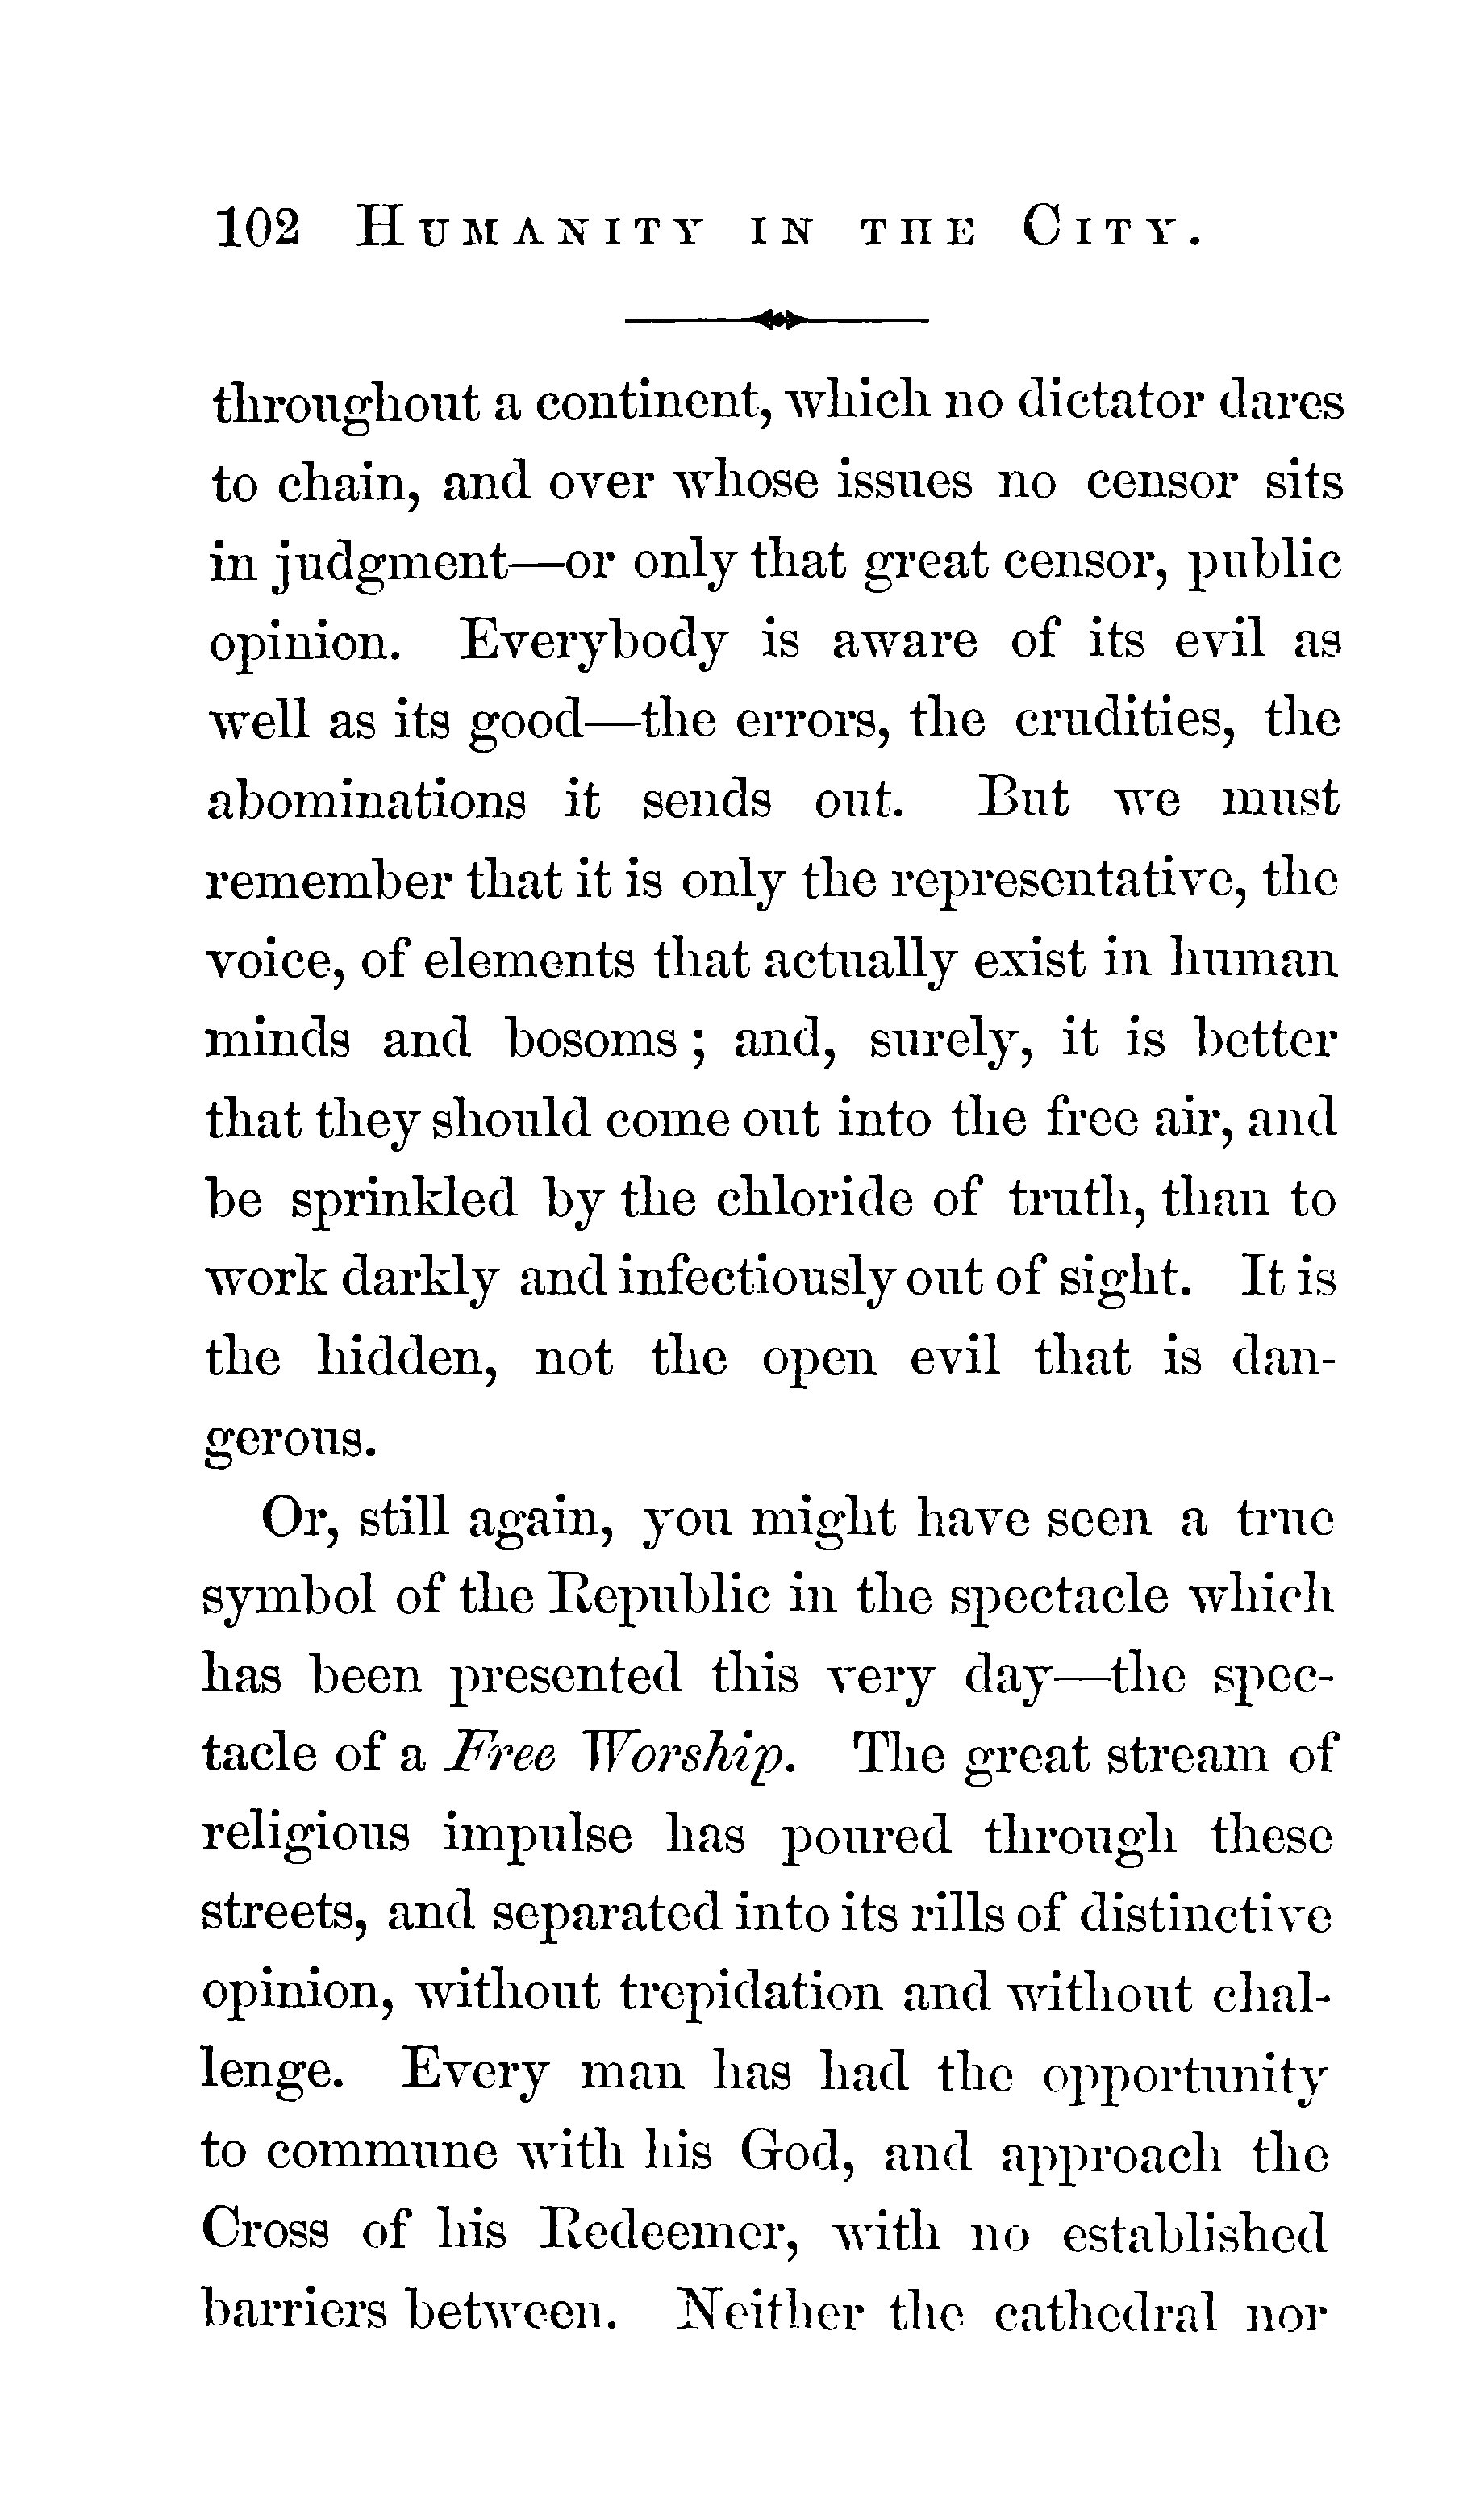 102 HUMANITY IN THE CITY.
throughout a continent, which no dictator dares
to chain, and over whose issues no censor sits
in judgment—or only that great censor, public
opinion. Everybody is aware of its evil as
well as its good—the errors, the crudities, the
abominations it sends out. But we must
remember that it is only the representative, the
voice, of elements that actually exist in human
minds and bosoms; and, surely, it is better
that they should come out into the free air, and
be sprinkled by the chloride of truth, than to
work darkly and infectiously out of sight. It is
the hidden, not the open evil that is dan-
gerous.
Or, still again, you might have seen a true
symbol of the Republic in the spectacle which
has been presented this very day—the spec-
tacle of a Free Worship. The great stream of
religious impulse has poured through these
streets, and separated into its rills of distinctive
opinion, without trepidation and without chal-
lenge. Every man has had the opportunity
to commune with his God, and approach the
Cross of his Redeemer, with no established
barriers between. Neither the cathedral nor